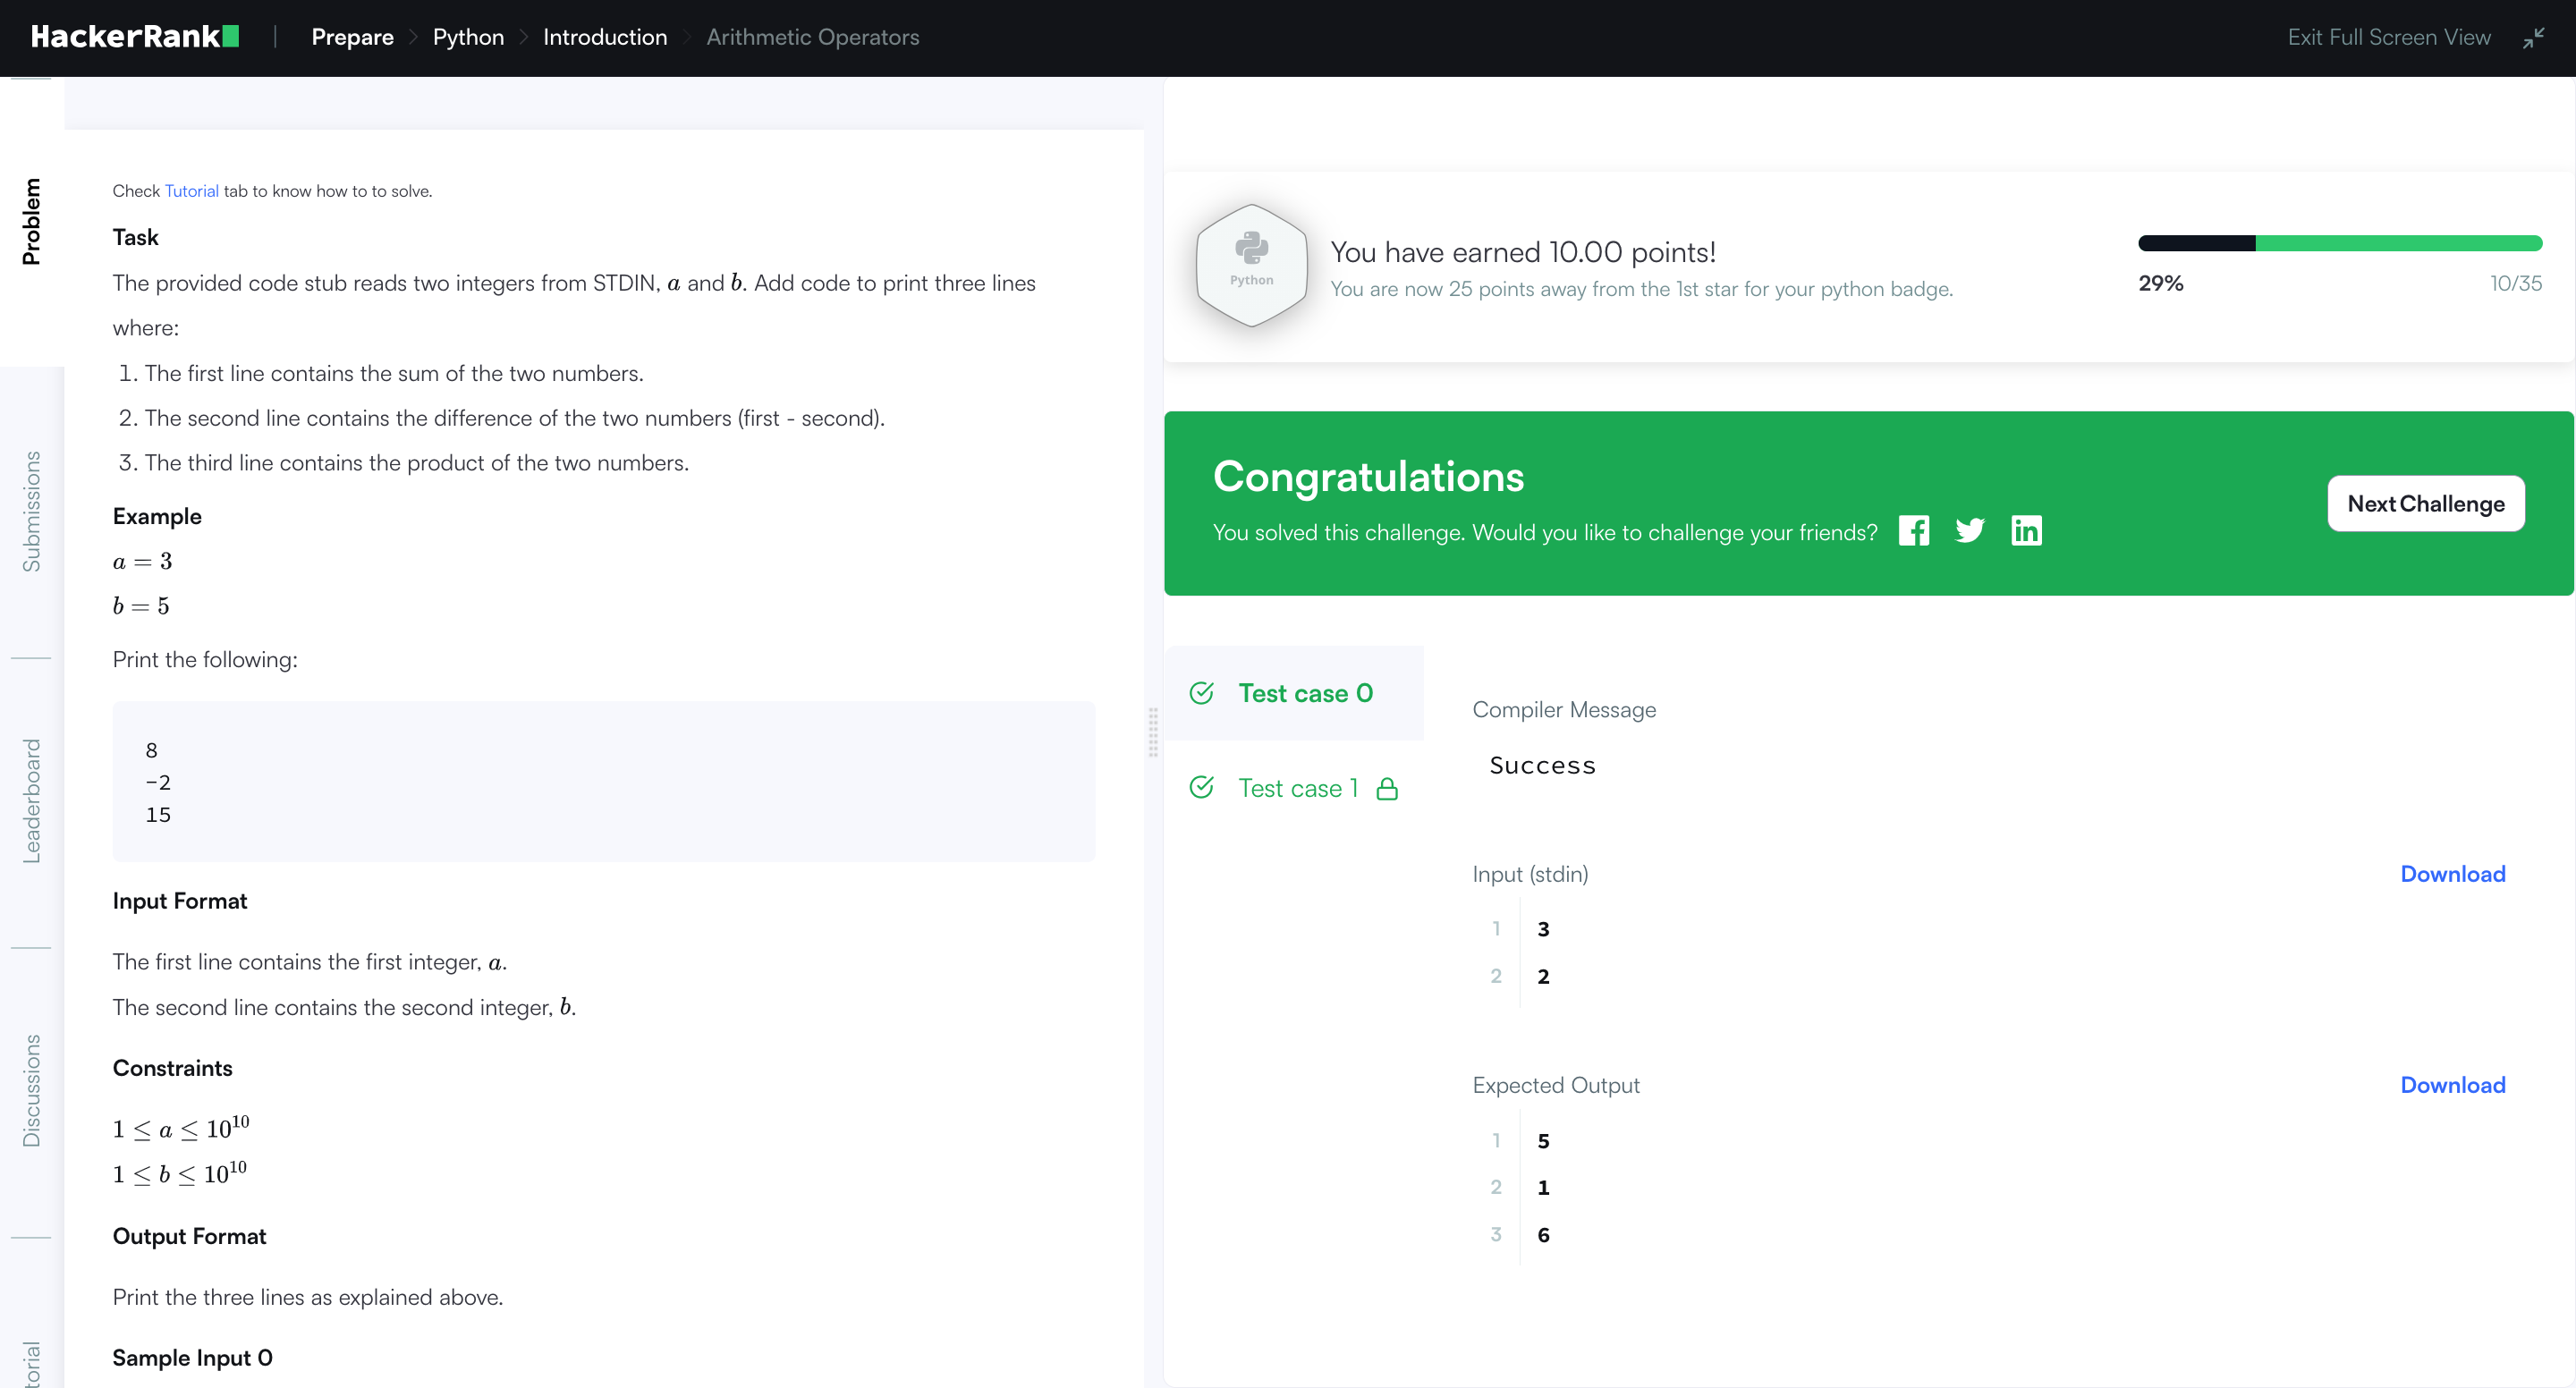 HackerRank | Prepare > Python > Introduction > Arithmetic Operators
Exit Full Screen View
Problem
Submissions
Leaderboard
Discussions
torial
Check Tutorial tab to know how to to solve.
Task
The provided code stub reads two integers from STDIN, a and b. Add code to print three lines
where:
1. The first line contains the sum of the two numbers.
2. The second line contains the difference of the two numbers (first - second).
3. The third line contains the product of the two numbers.
Example
a = 3
b = 5
Print the following:
8
-2
15
Input Format
The first line contains the first integer, a.
The second line contains the second integer, b.
Constraints
1 ≤ a ≤ 10^10
1 ≤ b ≤ 10^10
Output Format
Print the three lines as explained above.
Sample Input 0
Python
You have earned 10.00 points!
You are now 25 points away from the 1st star for your python badge.
29%
10/35
Congratulations
You solved this challenge. Would you like to challenge your friends?
Next Challenge
Test case 0
Test case 1
Compiler Message
Success
Input (stdin)
Download
1 3
2 2
Expected Output
Download
1 5
2 1
3 6